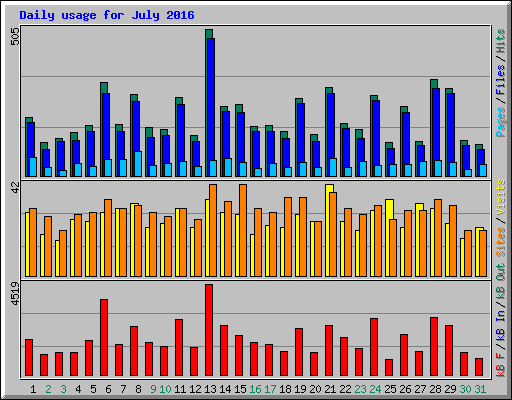 Daily usage for July 2016
505
42
4519
Pages / Files / Hits
Sites / Visits
kB F / kB In / kB Out
1 2 3 4 5 6 7 8 9 10 11 12 13 14 15 16 17 18 19 20 21 22 23 24 25 26 27 28 29 30 31